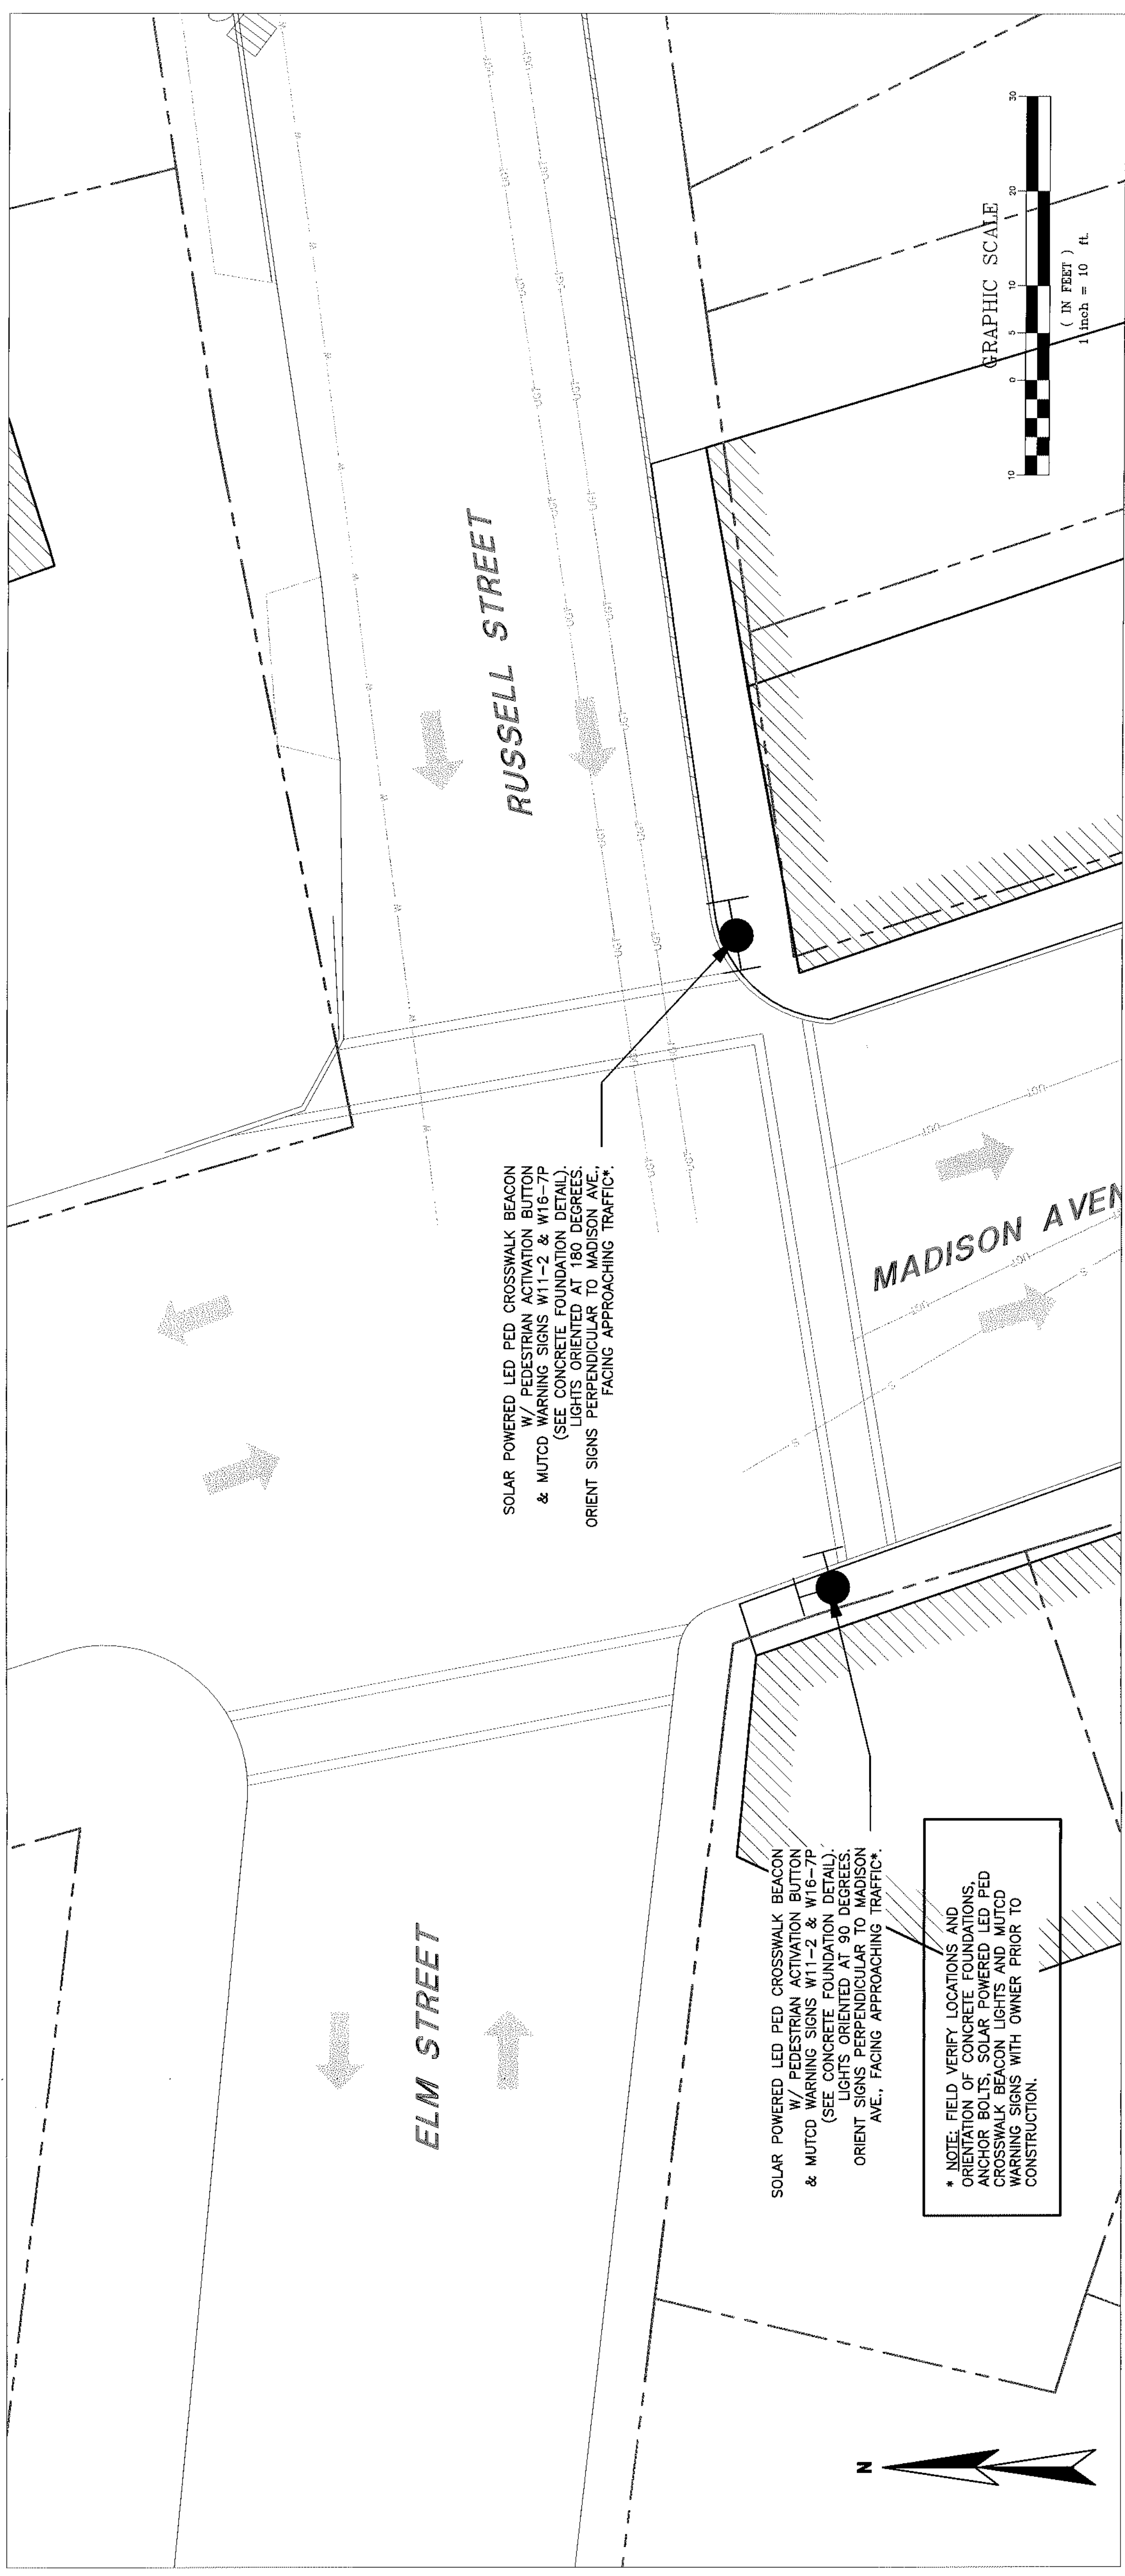 RUSSELL STREET
GRAPHIC SCALE
10 0 5 10 20 30
( IN FEET )
1 inch = 10 ft.
SOLAR POWERED LED PED CROSSWALK BEACON
W/ PEDESTRIAN ACTIVATION BUTTON
& MUTCD WARNING SIGNS W11-2 & W16-7P
(SEE CONCRETE FOUNDATION DETAIL).
LIGHTS ORIENTED AT 180 DEGREES.
ORIENT SIGNS PERPENDICULAR TO MADISON AVE.,
FACING APPROACHING TRAFFIC*.
MADISON AVEN
ELM STREET
SOLAR POWERED LED PED CROSSWALK BEACON
W/ PEDESTRIAN ACTIVATION BUTTON
& MUTCD WARNING SIGNS W11-2 & W16-7P
(SEE CONCRETE FOUNDATION DETAIL).
LIGHTS ORIENTED AT 90 DEGREES.
ORIENT SIGNS PERPENDICULAR TO MADISON
AVE., FACING APPROACHING TRAFFIC*.
* NOTE: FIELD VERIFY LOCATIONS AND
ORIENTATION OF CONCRETE FOUNDATIONS,
ANCHOR BOLTS, SOLAR POWERED LED PED
CROSSWALK BEACON LIGHTS AND MUTCD
WARNING SIGNS WITH OWNER PRIOR TO
CONSTRUCTION.
N
W
UGT
UGT
S